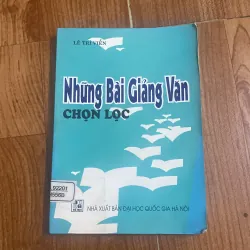 LÊ TRÍ VIỄN
Những Bài Giảng Văn
CHỌN LỌC
NHÀ XUẤT BẢN ĐẠI HỌC QUỐC GIA HÀ NỘI